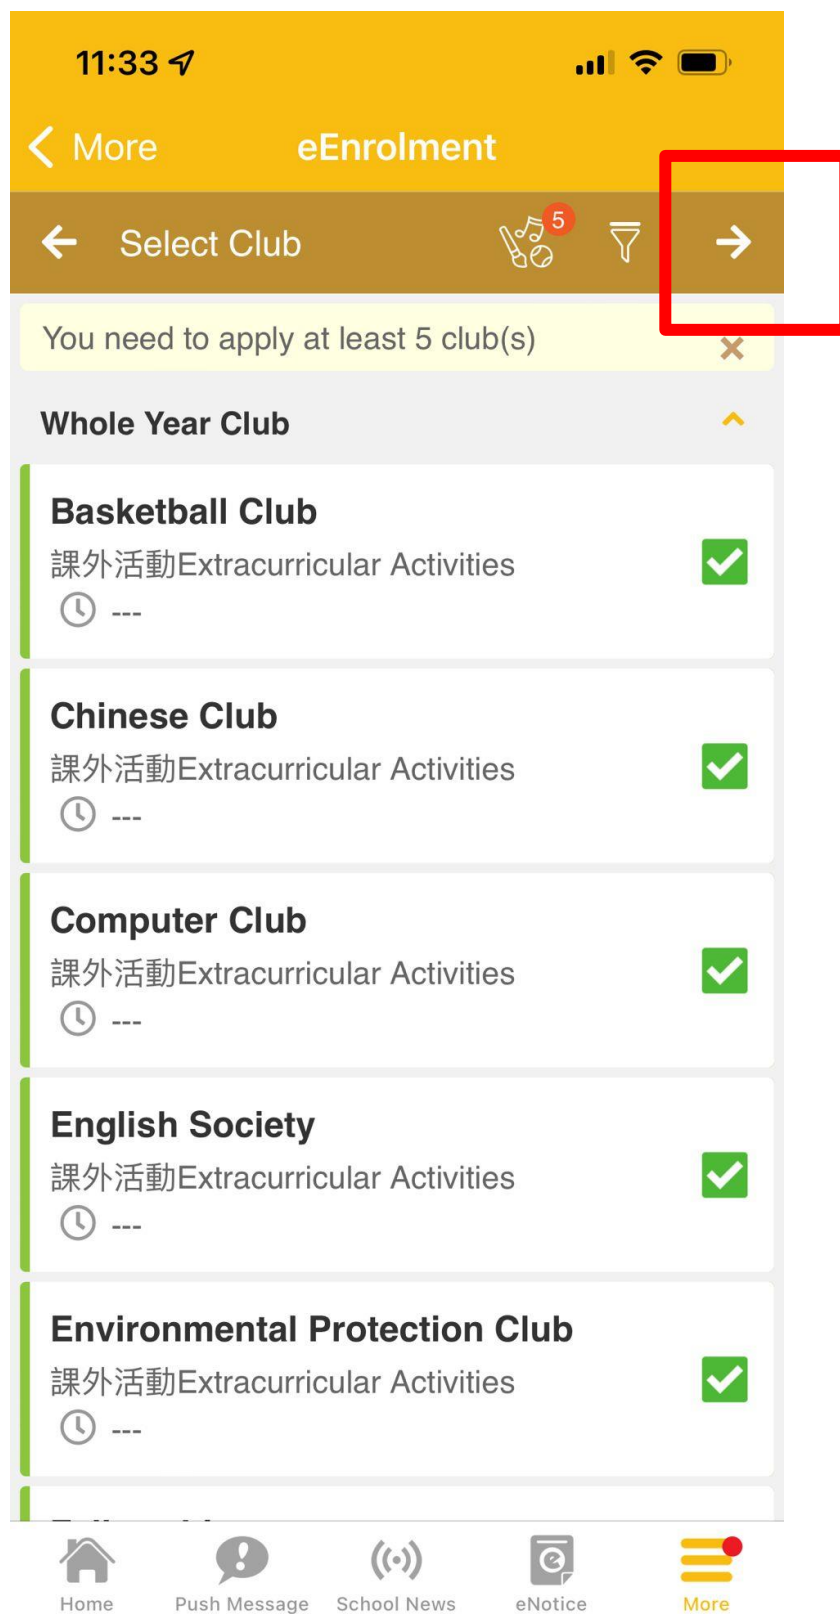 11:33
More
eEnrolment
Select Club
5
You need to apply at least 5 club(s)
Whole Year Club
Basketball Club
課外活動Extracurricular Activities
---
Chinese Club
課外活動Extracurricular Activities
---
Computer Club
課外活動Extracurricular Activities
---
English Society
課外活動Extracurricular Activities
---
Environmental Protection Club
課外活動Extracurricular Activities
---
Home
Push Message
School News
eNotice
More